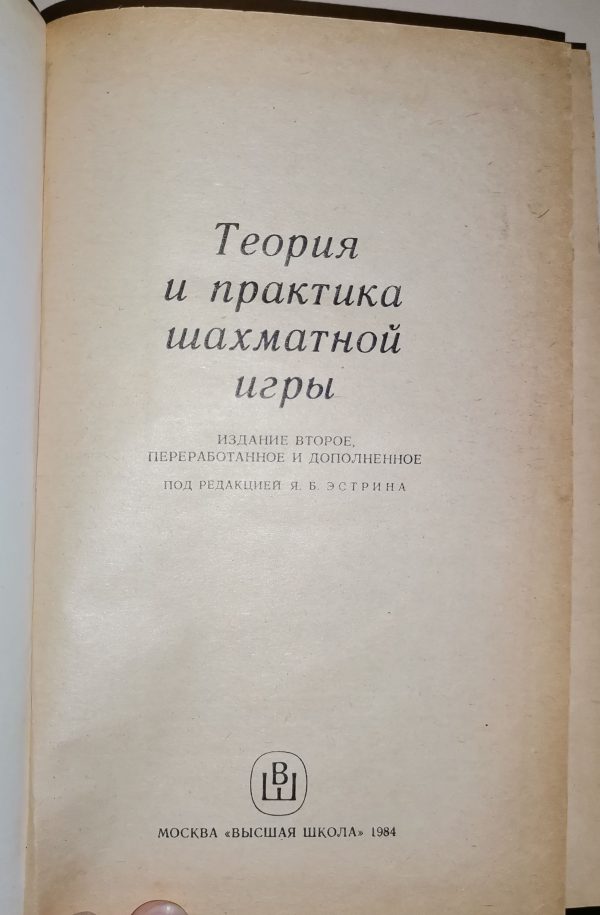 Теория
и практика
шахматной
игры
ИЗДАНИЕ ВТОРОЕ,
ПЕРЕРАБОТАННОЕ И ДОПОЛНЕННОЕ
ПОД РЕДАКЦИЕЙ Я. Б. ЭСТРИНА
ВШ
МОСКВА «ВЫСШАЯ ШКОЛА» 1984